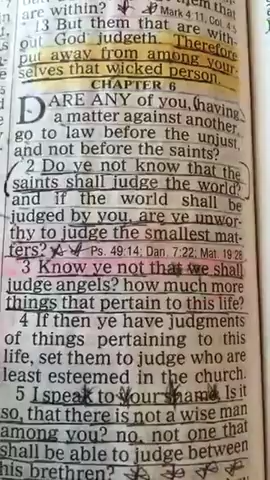 are within?
Mark 4:11, Col. 4:5
13 But them that are with-
out God judgeth. Therefore
put away from among your-
selves that wicked person.
CHAPTER 6
DARE ANY of you, (having
a matter against another,
go to law before the unjust,
and not before the saints?
2 Do ye not know that the
saints shall judge the world?
and if the world shall be
judged by you, are ye unwor-
thy to judge the smallest mat-
ters? Ps. 49:14; Dan. 7:22; Mat. 19:28
3 Know ye not that we shall
judge angels? how much more
things that pertain to this life?
4 If then ye have judgments
of things pertaining to this
life, set them to judge who are
least esteemed in the church.
5 I speak to your shame. Is it
so, that there is not a wise man
among you? no, not one that
shall be able to judge between
his brethren?